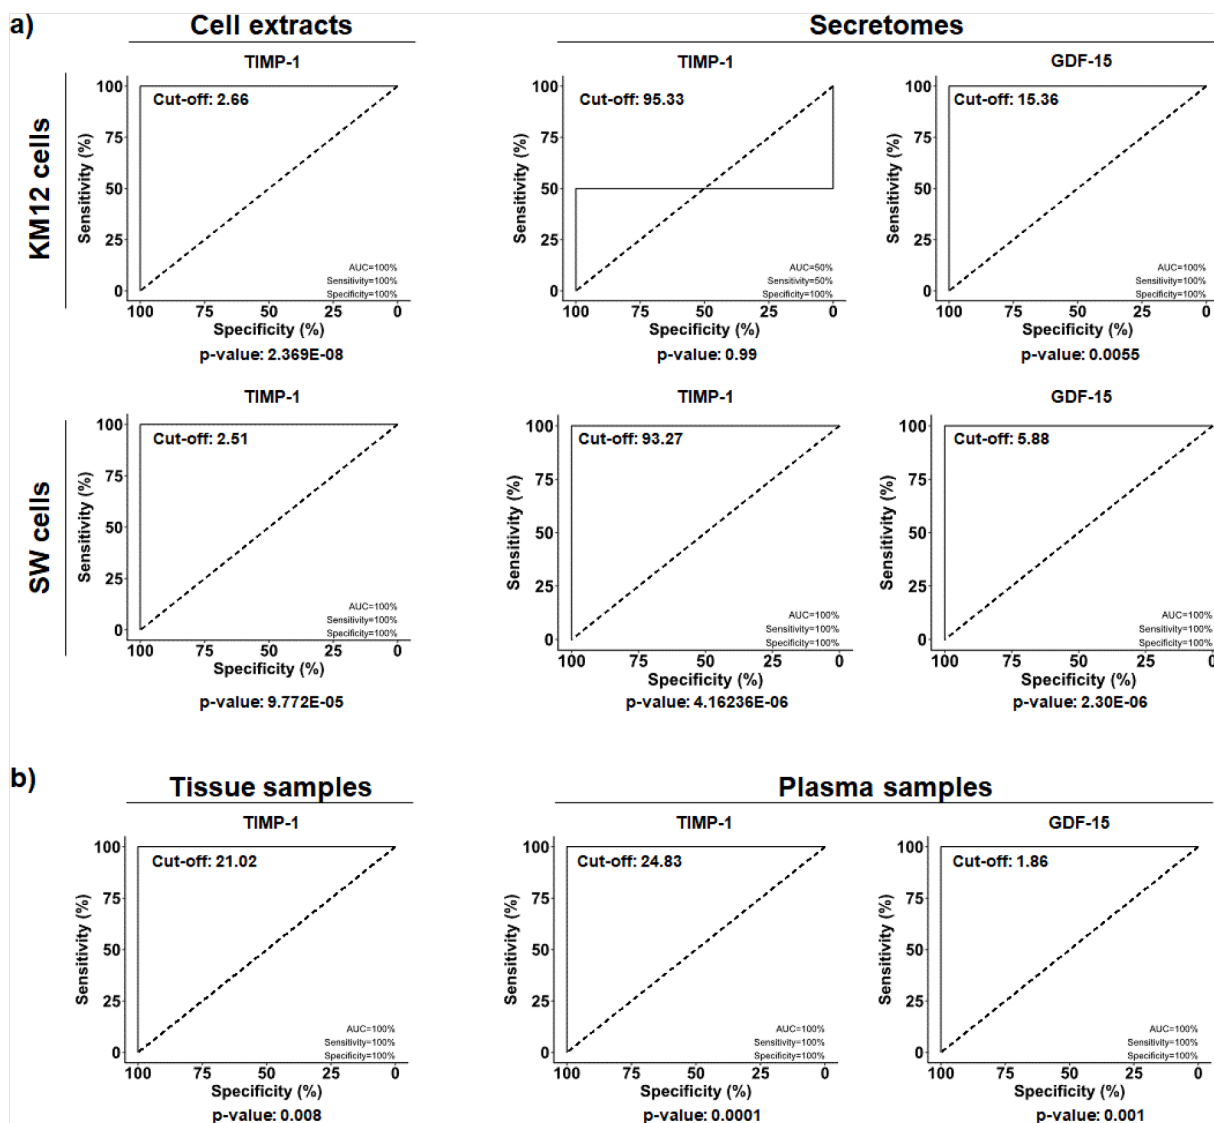 a)
Cell extracts
Secretomes
KM12 cells
TIMP-1
Cut-off: 2.66
Sensitivity (%)
100
75
50
25
0
AUC=100%
Sensitivity=100%
Specificity=100%
100 75 50 25 0
Specificity (%)
p-value: 2.369E-08
TIMP-1
Cut-off: 95.33
Sensitivity (%)
100
75
50
25
0
AUC=50%
Sensitivity=50%
Specificity=100%
100 75 50 25 0
Specificity (%)
p-value: 0.99
GDF-15
Cut-off: 15.36
Sensitivity (%)
100
75
50
25
0
AUC=100%
Sensitivity=100%
Specificity=100%
100 75 50 25 0
Specificity (%)
p-value: 0.0055
SW cells
TIMP-1
Cut-off: 2.51
Sensitivity (%)
100
75
50
25
0
AUC=100%
Sensitivity=100%
Specificity=100%
100 75 50 25 0
Specificity (%)
p-value: 9.772E-05
TIMP-1
Cut-off: 93.27
Sensitivity (%)
100
75
50
25
0
AUC=100%
Sensitivity=100%
Specificity=100%
100 75 50 25 0
Specificity (%)
p-value: 4.16236E-06
GDF-15
Cut-off: 5.88
Sensitivity (%)
100
75
50
25
0
AUC=100%
Sensitivity=100%
Specificity=100%
100 75 50 25 0
Specificity (%)
p-value: 2.30E-06
b)
Tissue samples
Plasma samples
TIMP-1
Cut-off: 21.02
Sensitivity (%)
100
75
50
25
0
AUC=100%
Sensitivity=100%
Specificity=100%
100 75 50 25 0
Specificity (%)
p-value: 0.008
TIMP-1
Cut-off: 24.83
Sensitivity (%)
100
75
50
25
0
AUC=100%
Sensitivity=100%
Specificity=100%
100 75 50 25 0
Specificity (%)
p-value: 0.0001
GDF-15
Cut-off: 1.86
Sensitivity (%)
100
75
50
25
0
AUC=100%
Sensitivity=100%
Specificity=100%
100 75 50 25 0
Specificity (%)
p-value: 0.001